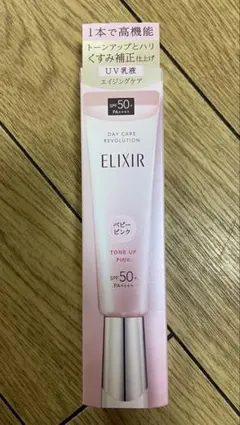 1本で高機能
トーンアップとハリ
くすみ補正仕上げ
UV乳液
エイジングケア
SPF50+
PA++++
DAY CARE
REVOLUTION
ELIXIR
ベビー
ピンク
TONE UP
PINK
SPF50+
PA++++